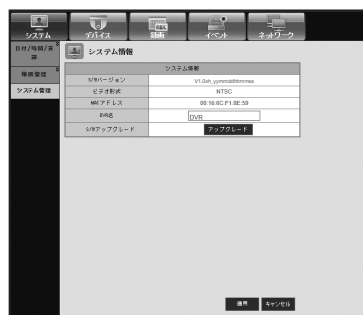 システム
デバイス
録画
イベント
ネットワーク
日付/時間/言語
権限管理
システム管理
システム情報
システム情報
S/Wバージョン
ビデオ形式
NTSC
MACアドレス
00:16:6C:F1:8E:59
DVR名
DVR
S/Wアップグレード
アップグレード
適用
キャンセル